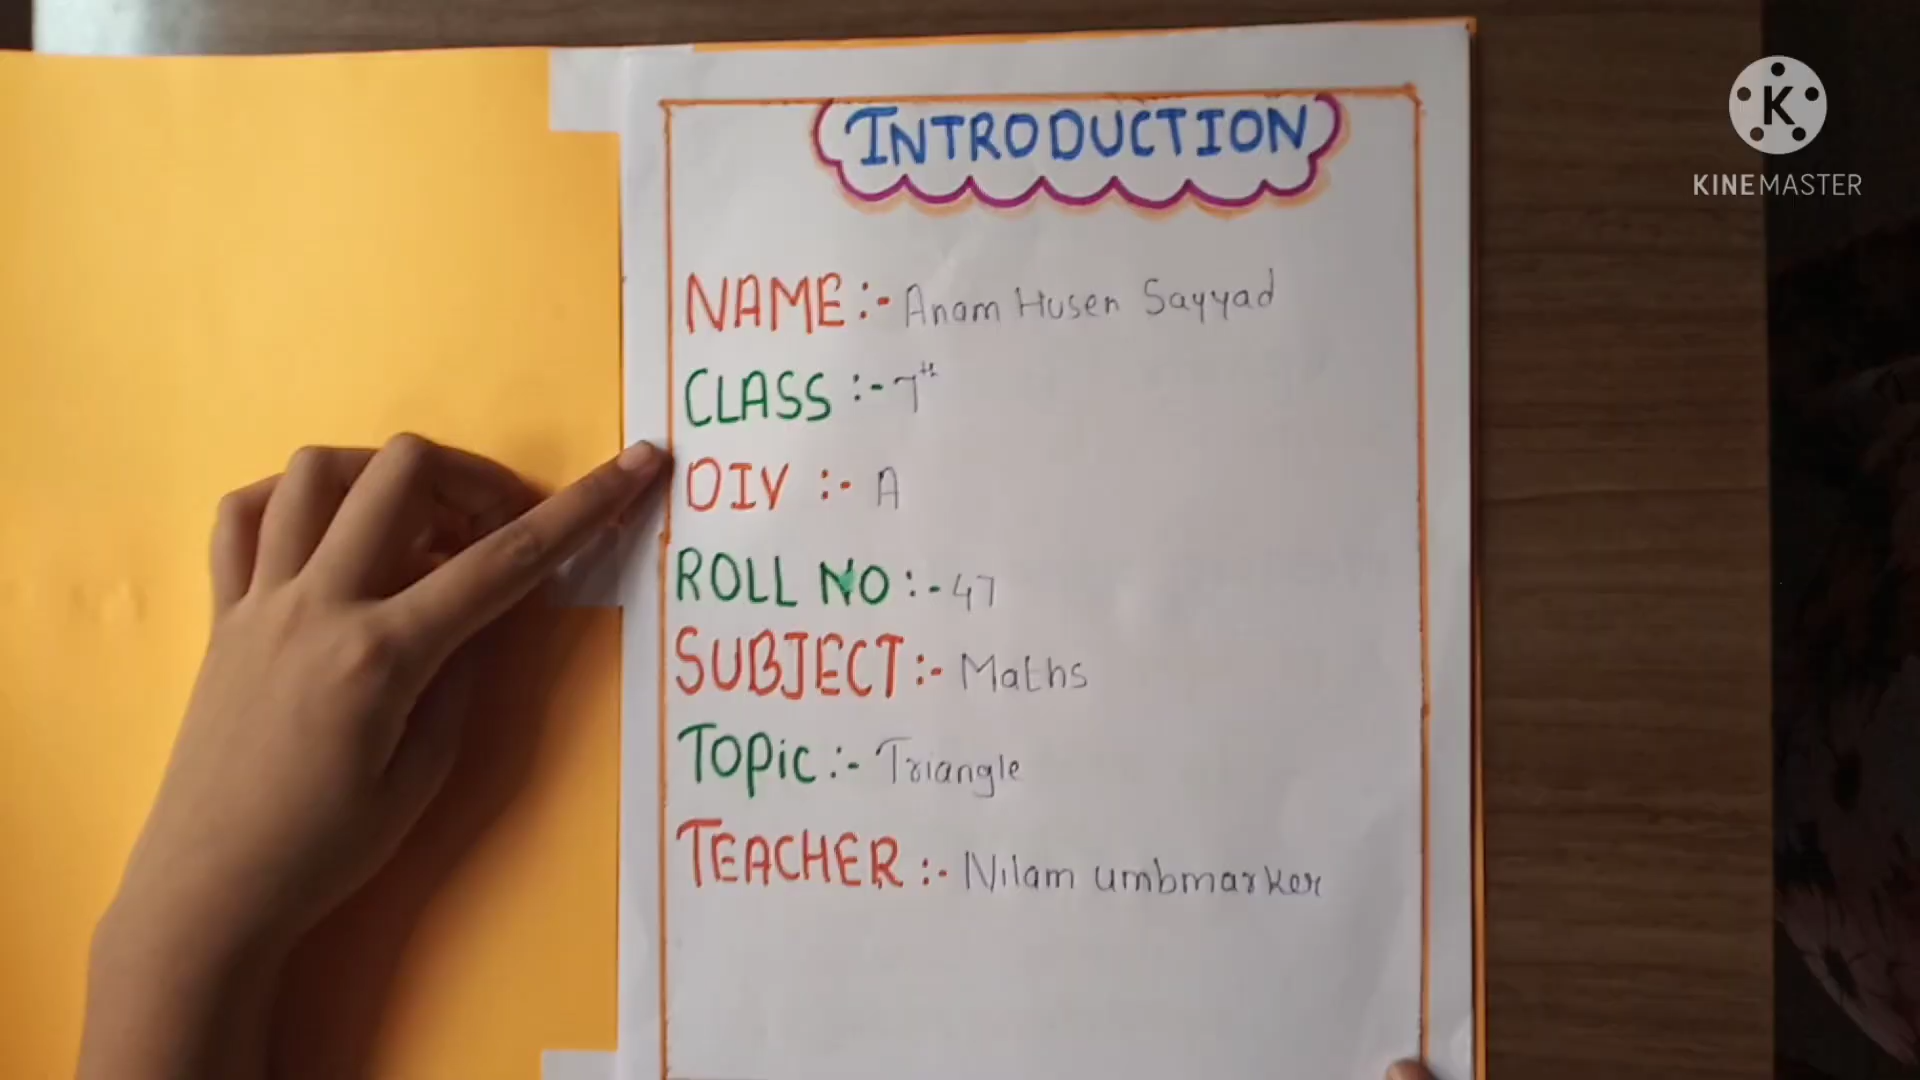 INTRODUCTION
NAME :- Anam Husen Sayyad
CLASS :- 7th
DIV :- A
ROLL NO :- 47
SUBJECT :- Maths
Topic :- Triangle
TEACHER :- Nilam umbmarker
K
KINEMASTER